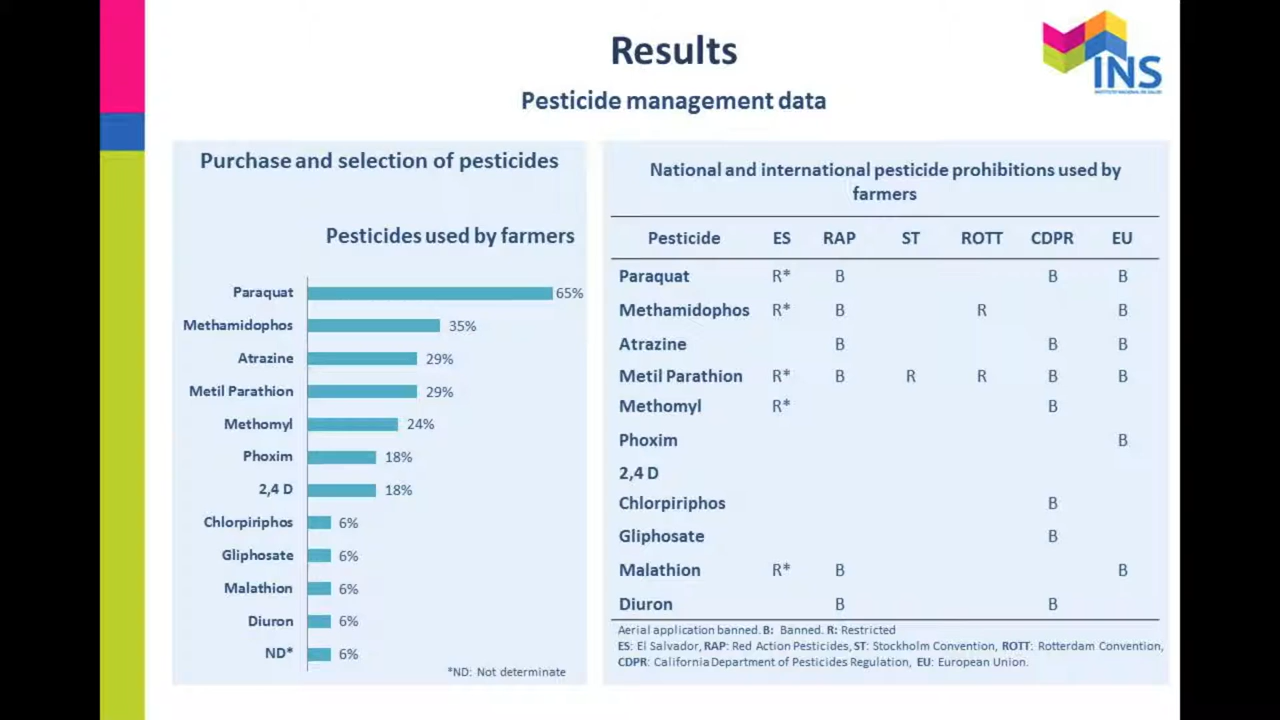 Results
INS
INSTITUTO NACIONAL DE SALUD
Pesticide management data
Purchase and selection of pesticides
Pesticides used by farmers
Paraquat 65%
Methamidophos 35%
Atrazine 29%
Metil Parathion 29%
Methomyl 24%
Phoxim 18%
2,4 D 18%
Chlorpiriphos 6%
Gliphosate 6%
Malathion 6%
Diuron 6%
ND* 6%
*ND: Not determinate
National and international pesticide prohibitions used by
farmers
Pesticide ES RAP ST ROTT CDPR EU
Paraquat R* B B B
Methamidophos R* B R B
Atrazine B B B
Metil Parathion R* B R R B B
Methomyl R* B
Phoxim B
2,4 D
Chlorpiriphos B
Gliphosate B
Malathion R* B B
Diuron B B
Aerial application banned. B: Banned. R: Restricted
ES: El Salvador, RAP: Red Action Pesticides, ST: Stockholm Convention, ROTT: Rotterdam Convention,
CDPR: California Department of Pesticides Regulation, EU: European Union.